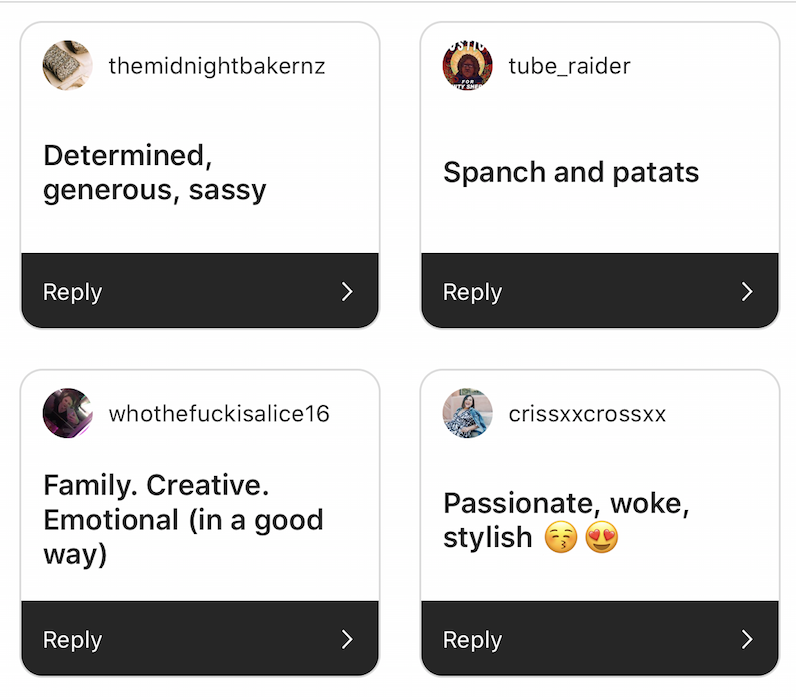 themidnightbakernz
Determined,
generous, sassy
Reply
tube_raider
Spanch and patats
Reply
whothefuckisalice16
Family. Creative.
Emotional (in a good
way)
Reply
crissxxcrossxx
Passionate, woke,
stylish 😚😍
Reply